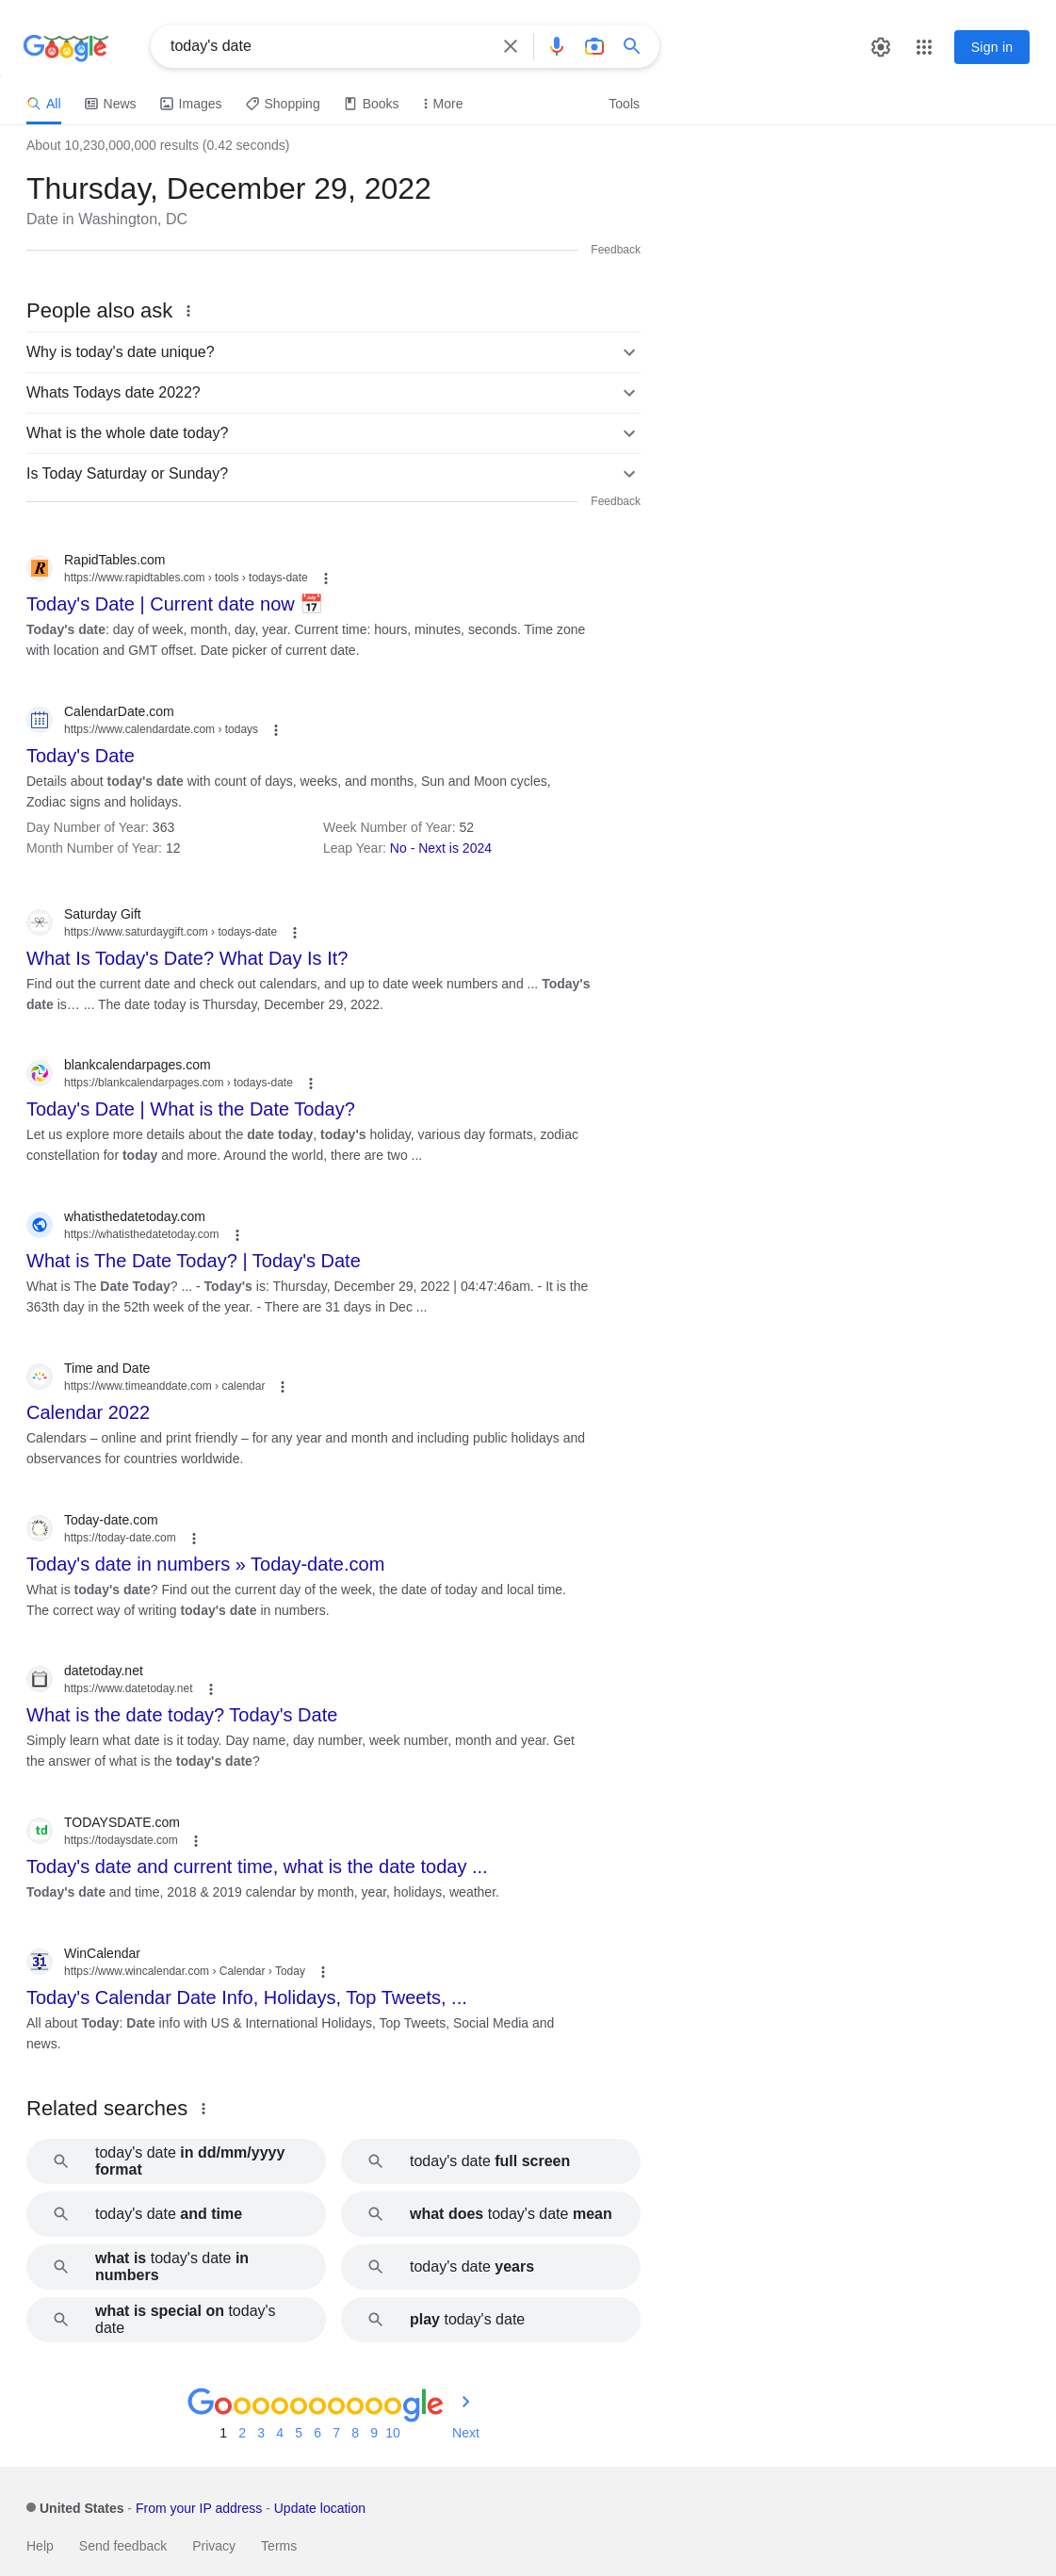 Google
today's date
Sign in
All News Images Shopping Books More Tools
About 10,230,000,000 results (0.42 seconds)
Thursday, December 29, 2022
Date in Washington, DC
Feedback
People also ask
Why is today's date unique?
Whats Todays date 2022?
What is the whole date today?
Is Today Saturday or Sunday?
Feedback
RapidTables.com
https://www.rapidtables.com › tools › todays-date
Today's Date | Current date now 📅
Today's date: day of week, month, day, year. Current time: hours, minutes, seconds. Time zone
with location and GMT offset. Date picker of current date.
CalendarDate.com
https://www.calendardate.com › todays
Today's Date
Details about today's date with count of days, weeks, and months, Sun and Moon cycles,
Zodiac signs and holidays.
Day Number of Year: 363 Week Number of Year: 52
Month Number of Year: 12 Leap Year: No - Next is 2024
Saturday Gift
https://www.saturdaygift.com › todays-date
What Is Today's Date? What Day Is It?
Find out the current date and check out calendars, and up to date week numbers and ... Today's
date is… ... The date today is Thursday, December 29, 2022.
blankcalendarpages.com
https://blankcalendarpages.com › todays-date
Today's Date | What is the Date Today?
Let us explore more details about the date today, today's holiday, various day formats, zodiac
constellation for today and more. Around the world, there are two ...
whatisthedatetoday.com
https://whatisthedatetoday.com
What is The Date Today? | Today's Date
What is The Date Today? ... - Today's is: Thursday, December 29, 2022 | 04:47:46am. - It is the
363th day in the 52th week of the year. - There are 31 days in Dec ...
Time and Date
https://www.timeanddate.com › calendar
Calendar 2022
Calendars – online and print friendly – for any year and month and including public holidays and
observances for countries worldwide.
Today-date.com
https://today-date.com
Today's date in numbers » Today-date.com
What is today's date? Find out the current day of the week, the date of today and local time.
The correct way of writing today's date in numbers.
datetoday.net
https://www.datetoday.net
What is the date today? Today's Date
Simply learn what date is it today. Day name, day number, week number, month and year. Get
the answer of what is the today's date?
td
TODAYSDATE.com
https://todaysdate.com
Today's date and current time, what is the date today ...
Today's date and time, 2018 & 2019 calendar by month, year, holidays, weather.
31
WinCalendar
https://www.wincalendar.com › Calendar › Today
Today's Calendar Date Info, Holidays, Top Tweets, ...
All about Today: Date info with US & International Holidays, Top Tweets, Social Media and
news.
Related searches
today's date in dd/mm/yyyy
format
today's date full screen
today's date and time
what does today's date mean
what is today's date in
numbers
today's date years
what is special on today's
date
play today's date
Goooooooooogle
1 2 3 4 5 6 7 8 9 10 Next
United States - From your IP address - Update location
Help Send feedback Privacy Terms